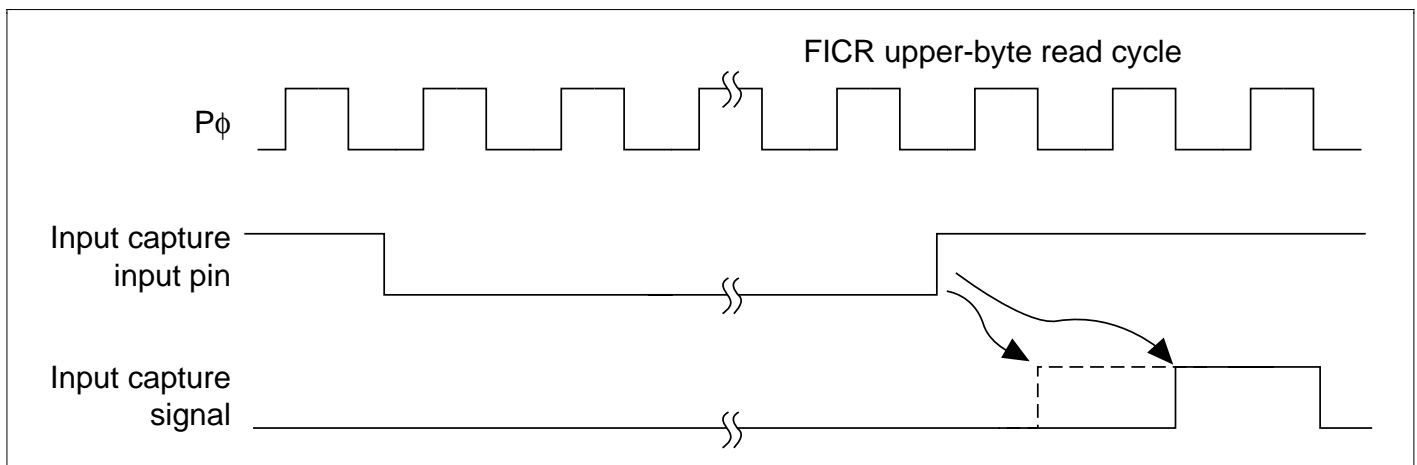 FICR upper-byte read cycle
Pϕ
Input capture
input pin
Input capture
signal